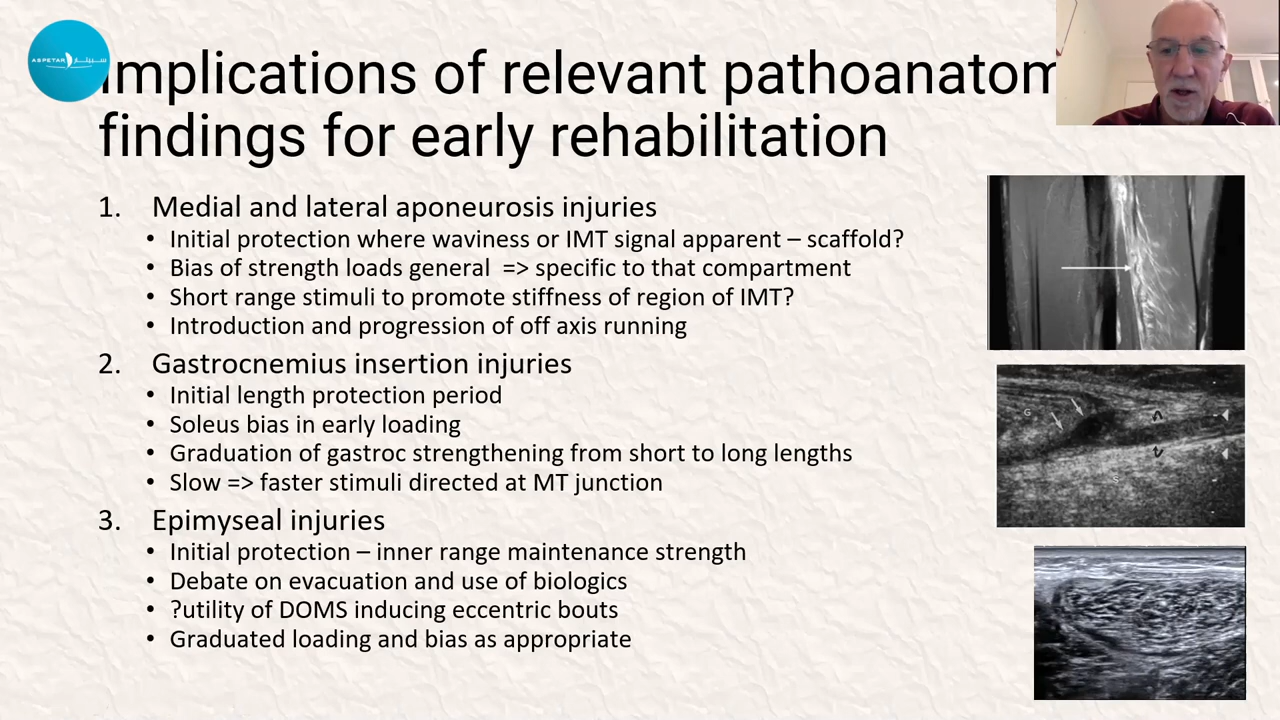 ASPETAR سبيتار
Implications of relevant pathoanatom
findings for early rehabilitation
1. Medial and lateral aponeurosis injuries
• Initial protection where waviness or IMT signal apparent – scaffold?
• Bias of strength loads general => specific to that compartment
• Short range stimuli to promote stiffness of region of IMT?
• Introduction and progression of off axis running
2. Gastrocnemius insertion injuries
• Initial length protection period
• Soleus bias in early loading
• Graduation of gastroc strengthening from short to long lengths
• Slow => faster stimuli directed at MT junction
3. Epimyseal injuries
• Initial protection – inner range maintenance strength
• Debate on evacuation and use of biologics
• ?utility of DOMS inducing eccentric bouts
• Graduated loading and bias as appropriate
G
S